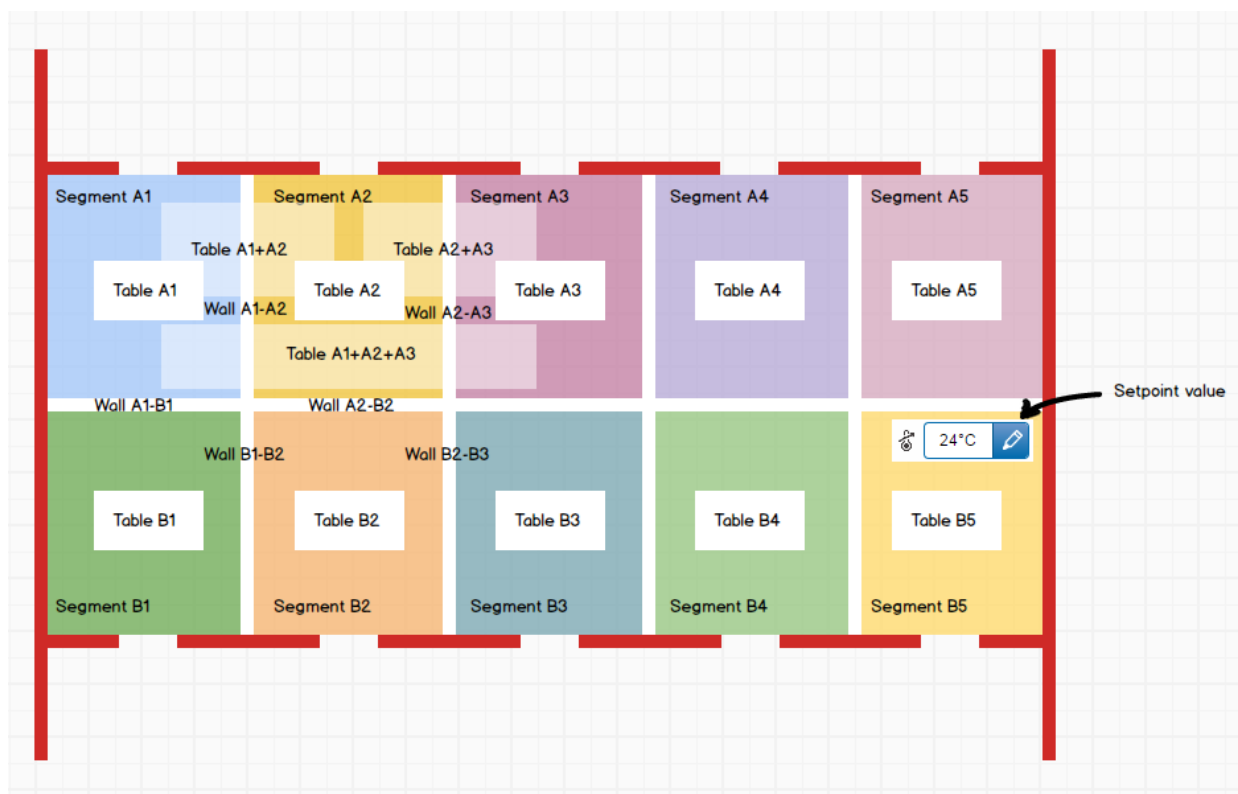 Segment A1
Segment A2
Segment A3
Segment A4
Segment A5
Table A1+A2
Table A2+A3
Table A1
Table A2
Table A3
Table A4
Table A5
Wall A1-A2
Wall A2-A3
Table A1+A2+A3
Setpoint value
Wall A1-B1
Wall A2-B2
24°C
Wall B1-B2
Wall B2-B3
Table B1
Table B2
Table B3
Table B4
Table B5
Segment B1
Segment B2
Segment B3
Segment B4
Segment B5